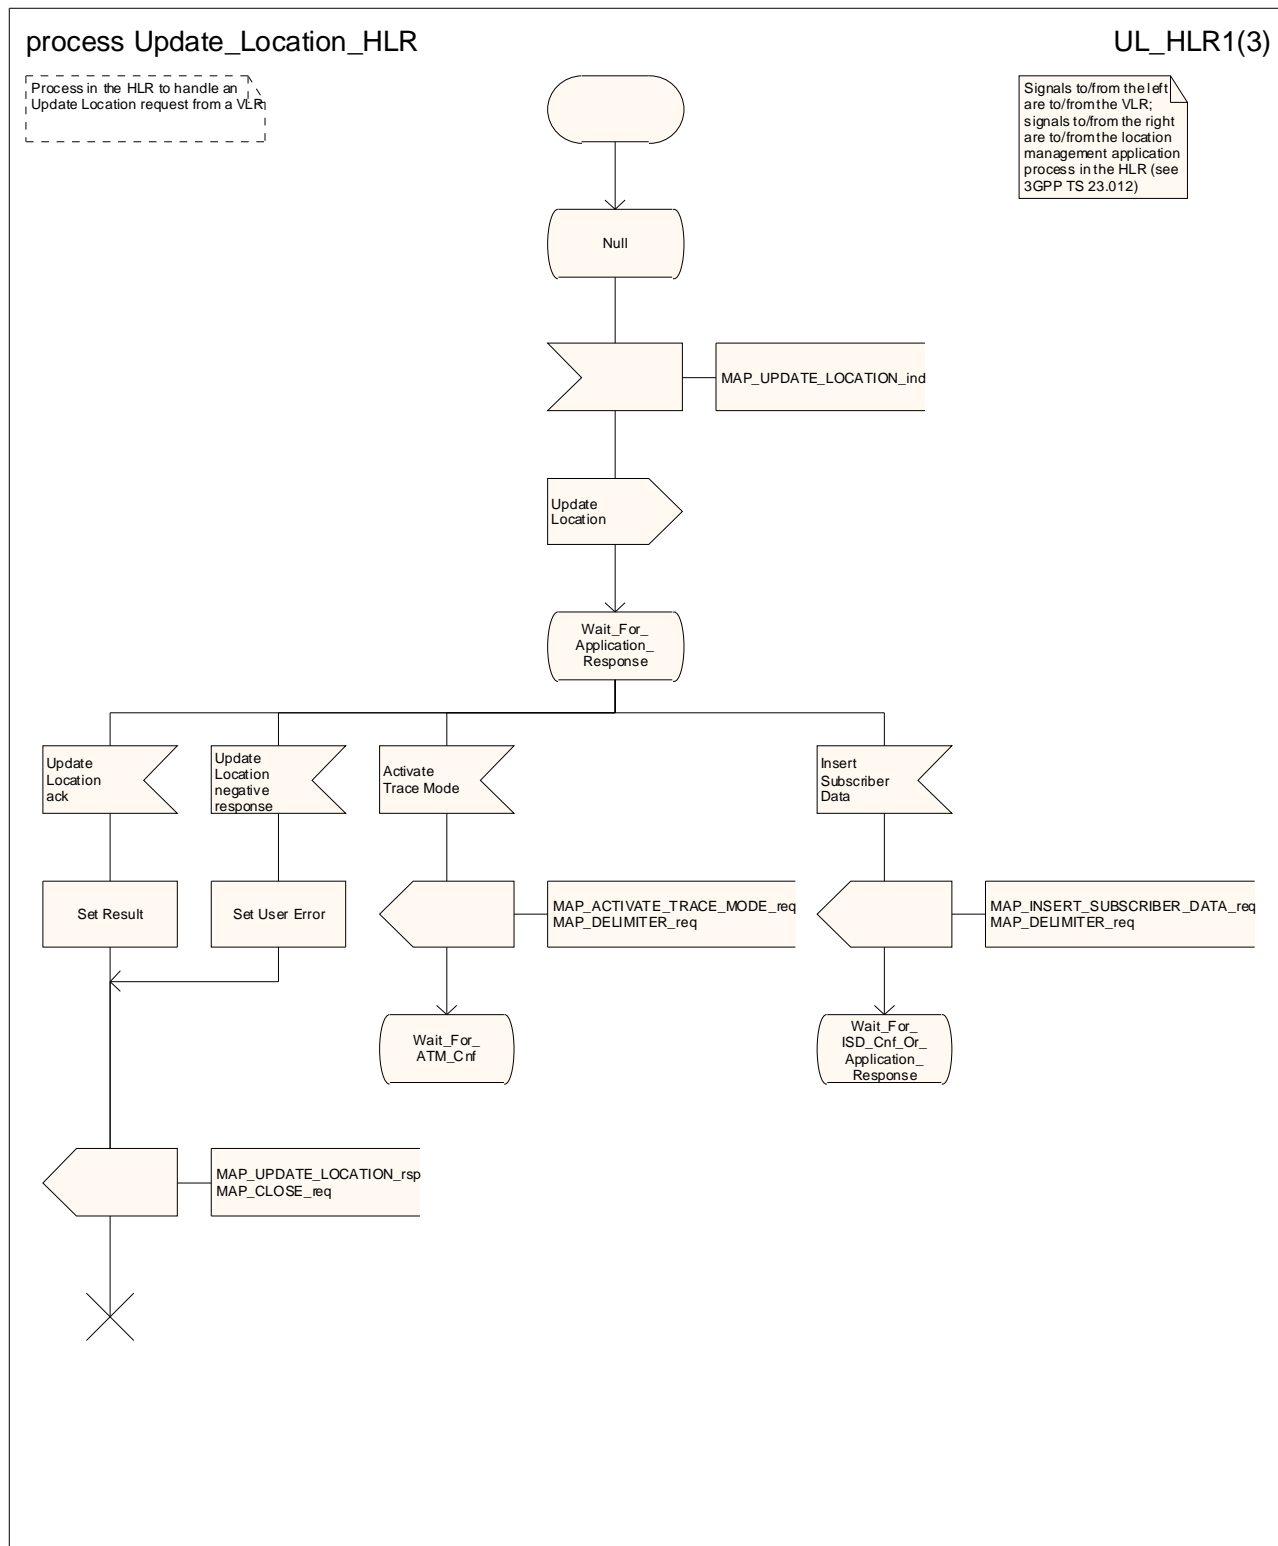 process Update_Location_HLR
UL_HLR1(3)
Process in the HLR to handle an
Update Location request from a VLR
Signals to/from the left
are to/from the VLR;
signals to/from the right
are to/from the location
management application
process in the HLR (see
3GPP TS 23.012)
Null
MAP_UPDATE_LOCATION_ind
Update
Location
Wait_For_
Application_
Response
Update
Location
ack
Update
Location
negative
response
Activate
Trace Mode
Insert
Subscriber
Data
Set Result
Set User Error
MAP_ACTIVATE_TRACE_MODE_req
MAP_DELIMITER_req
MAP_INSERT_SUBSCRIBER_DATA_req
MAP_DELIMITER_req
Wait_For_
ATM_Cnf
Wait_For_
ISD_Cnf_Or_
Application_
Response
MAP_UPDATE_LOCATION_rsp
MAP_CLOSE_req